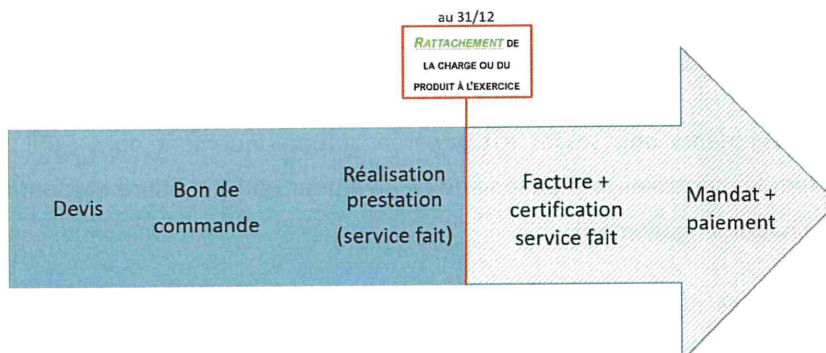 au 31/12
RATTACHEMENT DE
LA CHARGE OU DU
PRODUIT À L'EXERCICE
Devis
Bon de
commande
Réalisation
prestation
(service fait)
Facture +
certification
service fait
Mandat +
paiement